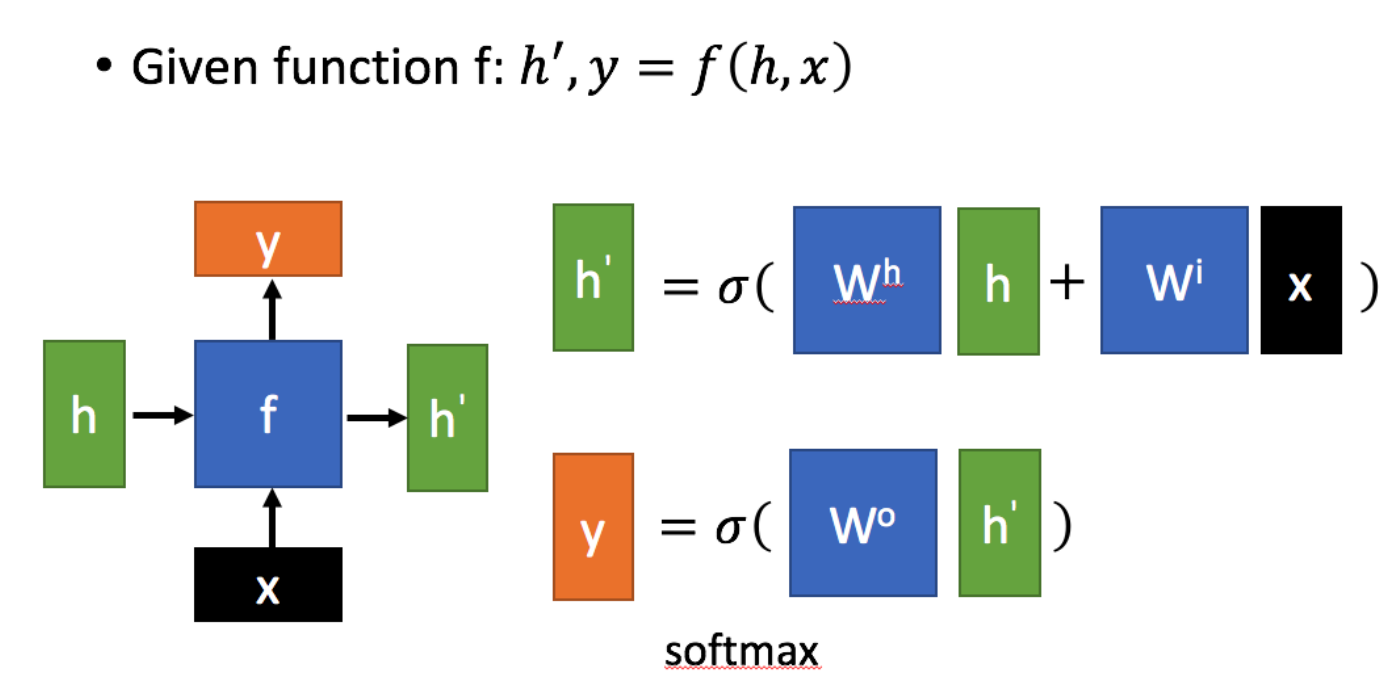 • Given function f: h′, y = f(h, x)
y
h
f
h'
x
h' = σ( Wʰ h + Wⁱ x )
y = σ( Wᵒ h' )
softmax